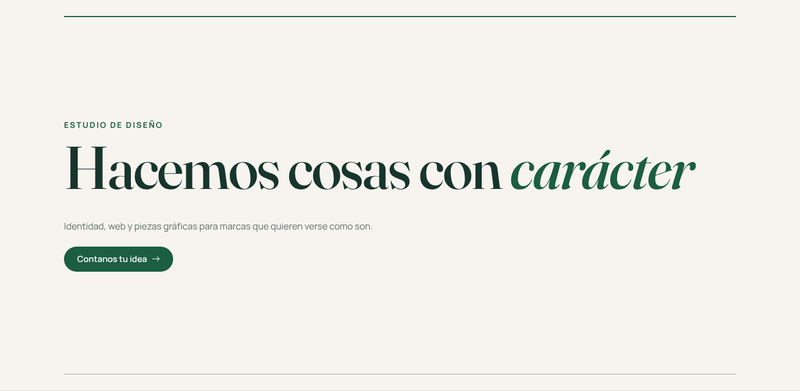 ESTUDIO DE DISEÑO
Hacemos cosas con carácter
Identidad, web y piezas gráficas para marcas que quieren verse como son.
Contanos tu idea →